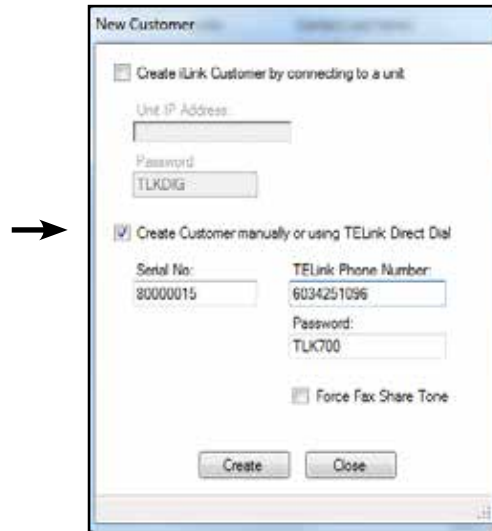 New Customer
Create iLink Customer by connecting to a unit
Unit IP Address:
Password
TLKDIG
Create Customer manually or using TELink Direct Dial
Serial No: TELink Phone Number:
80000015 6034251096
Password:
TLK700
Force Fax Share Tone
Create Close